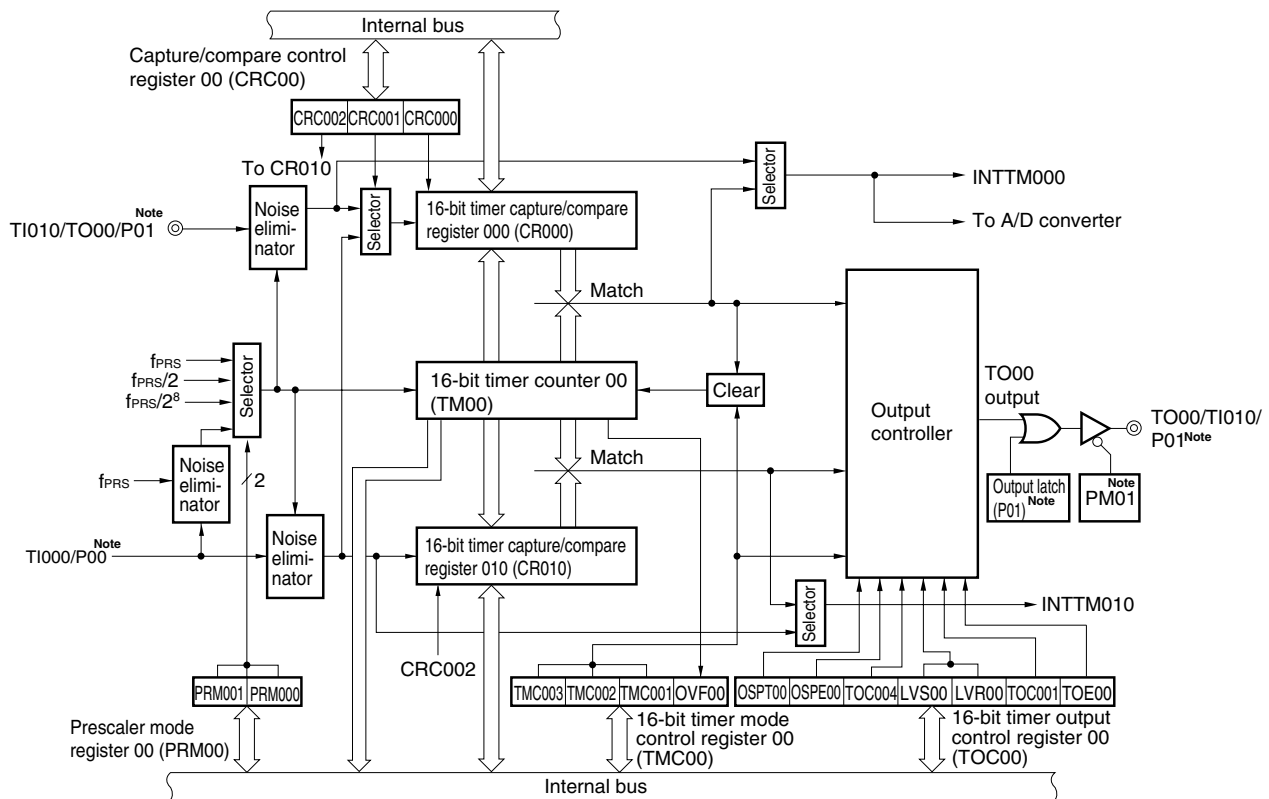 Internal bus
Capture/compare control
register 00 (CRC00)
CRC002 CRC001 CRC000
To CR010
Selector
INTTM000
To A/D converter
TI010/TO00/P01 Note
Noise
elimi-
nator
Selector
16-bit timer capture/compare
register 000 (CR000)
Match
fPRS
fPRS/2
fPRS/2⁸
Selector
16-bit timer counter 00
(TM00)
Clear
Output
controller
TO00
output
TO00/TI010/
P01 Note
Output latch
(P01) Note
Note
PM01
Match
fPRS
Noise
elimi-
nator
2
TI000/P00 Note
Noise
elimi-
nator
16-bit timer capture/compare
register 010 (CR010)
Selector
INTTM010
CRC002
PRM001 PRM000
TMC003 TMC002 TMC001 OVF00
OSPT00 OSPE00 TOC004 LVS00 LVR00 TOC001 TOE00
Prescaler mode
register 00 (PRM00)
16-bit timer mode
control register 00
(TMC00)
16-bit timer output
control register 00
(TOC00)
Internal bus